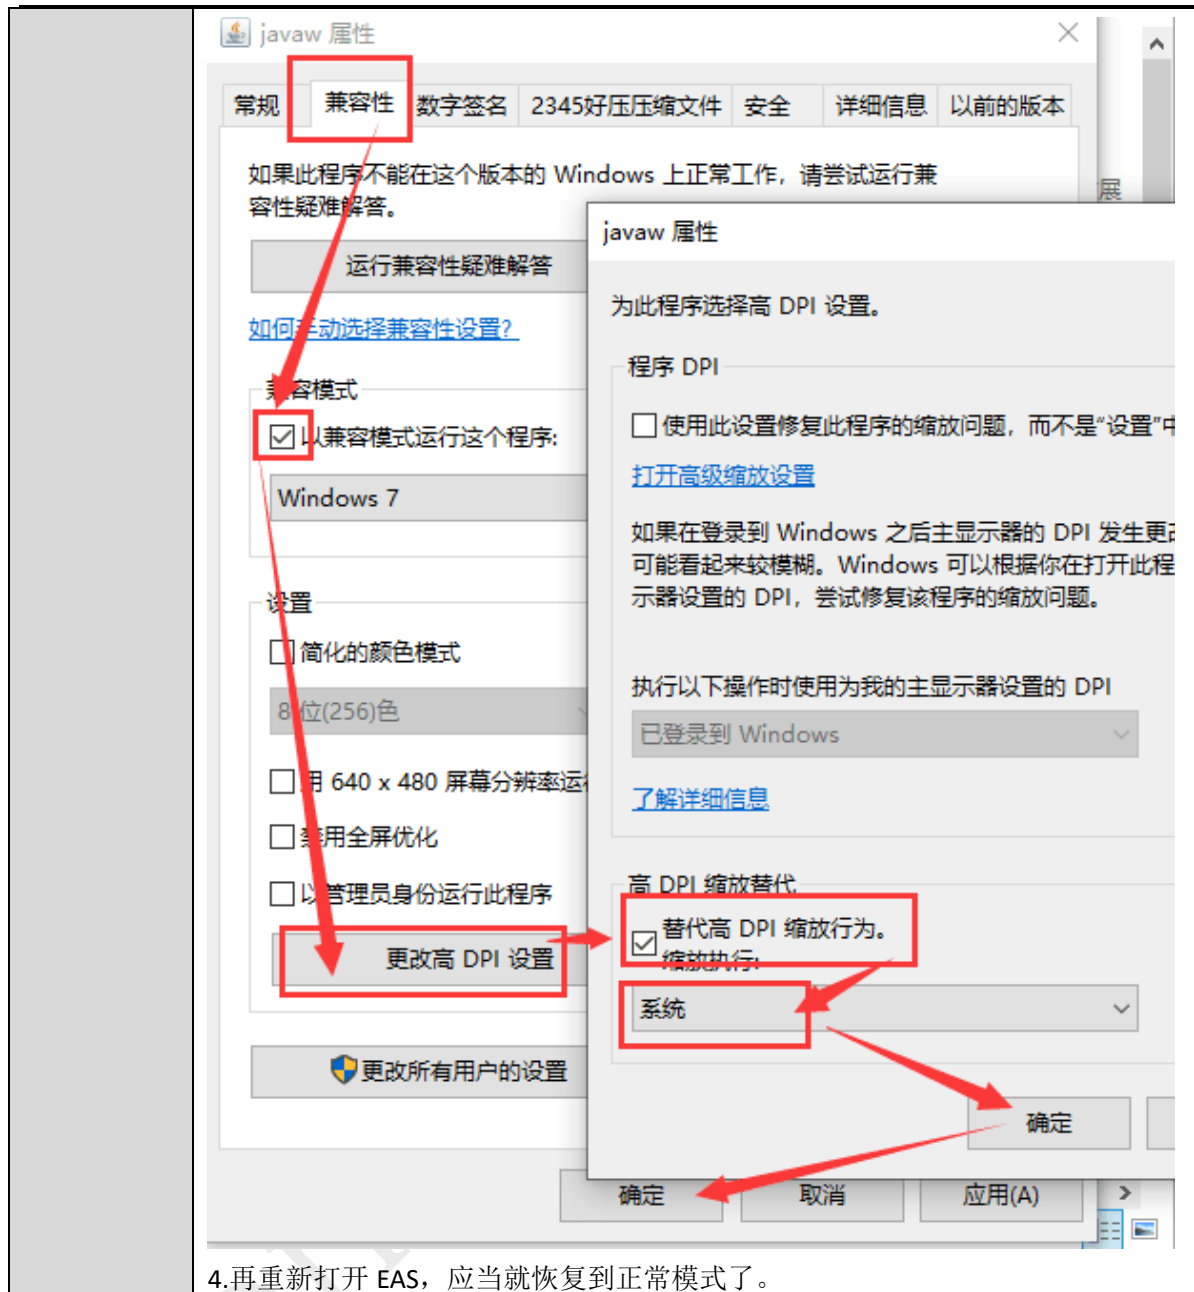 javaw 属性
常规 兼容性 数字签名 2345好压压缩文件 安全 详细信息 以前的版本
如果此程序不能在这个版本的 Windows 上正常工作，请尝试运行兼
容性疑难解答。
运行兼容性疑难解答
如何手动选择兼容性设置?
兼容模式
以兼容模式运行这个程序:
Windows 7
设置
简化的颜色模式
8 位(256)色
用 640 x 480 屏幕分辨率运行
禁用全屏优化
以管理员身份运行此程序
更改高 DPI 设置
更改所有用户的设置
确定 取消 应用(A)
展
javaw 属性
为此程序选择高 DPI 设置。
程序 DPI
使用此设置修复此程序的缩放问题，而不是“设置”中
打开高级缩放设置
如果在登录到 Windows 之后主显示器的 DPI 发生更改
可能看起来较模糊。Windows 可以根据你在打开此程
示器设置的 DPI，尝试修复该程序的缩放问题。
执行以下操作时使用为我的主显示器设置的 DPI
已登录到 Windows
了解详细信息
高 DPI 缩放替代
替代高 DPI 缩放行为。
缩放执行:
系统
确定
4.再重新打开 EAS，应当就恢复到正常模式了。